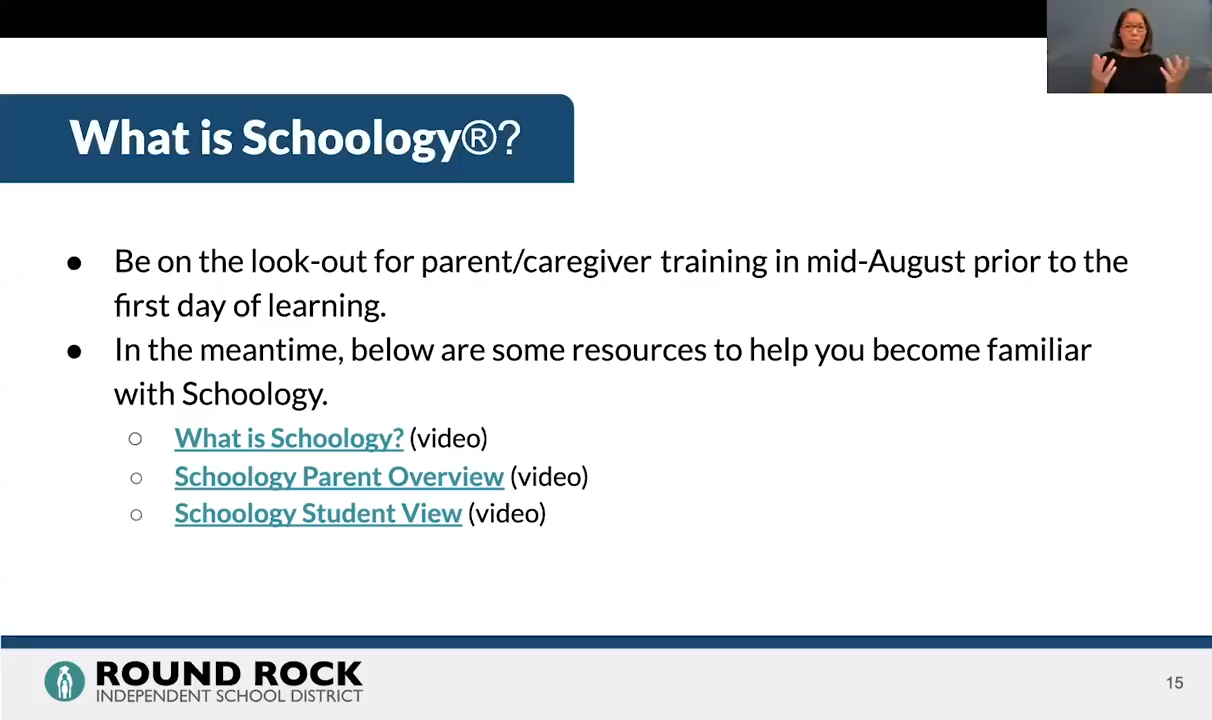 What is Schoology®?
● Be on the look-out for parent/caregiver training in mid-August prior to the
first day of learning.
● In the meantime, below are some resources to help you become familiar
with Schoology.
○ What is Schoology? (video)
○ Schoology Parent Overview (video)
○ Schoology Student View (video)
ROUND ROCK
INDEPENDENT SCHOOL DISTRICT
15